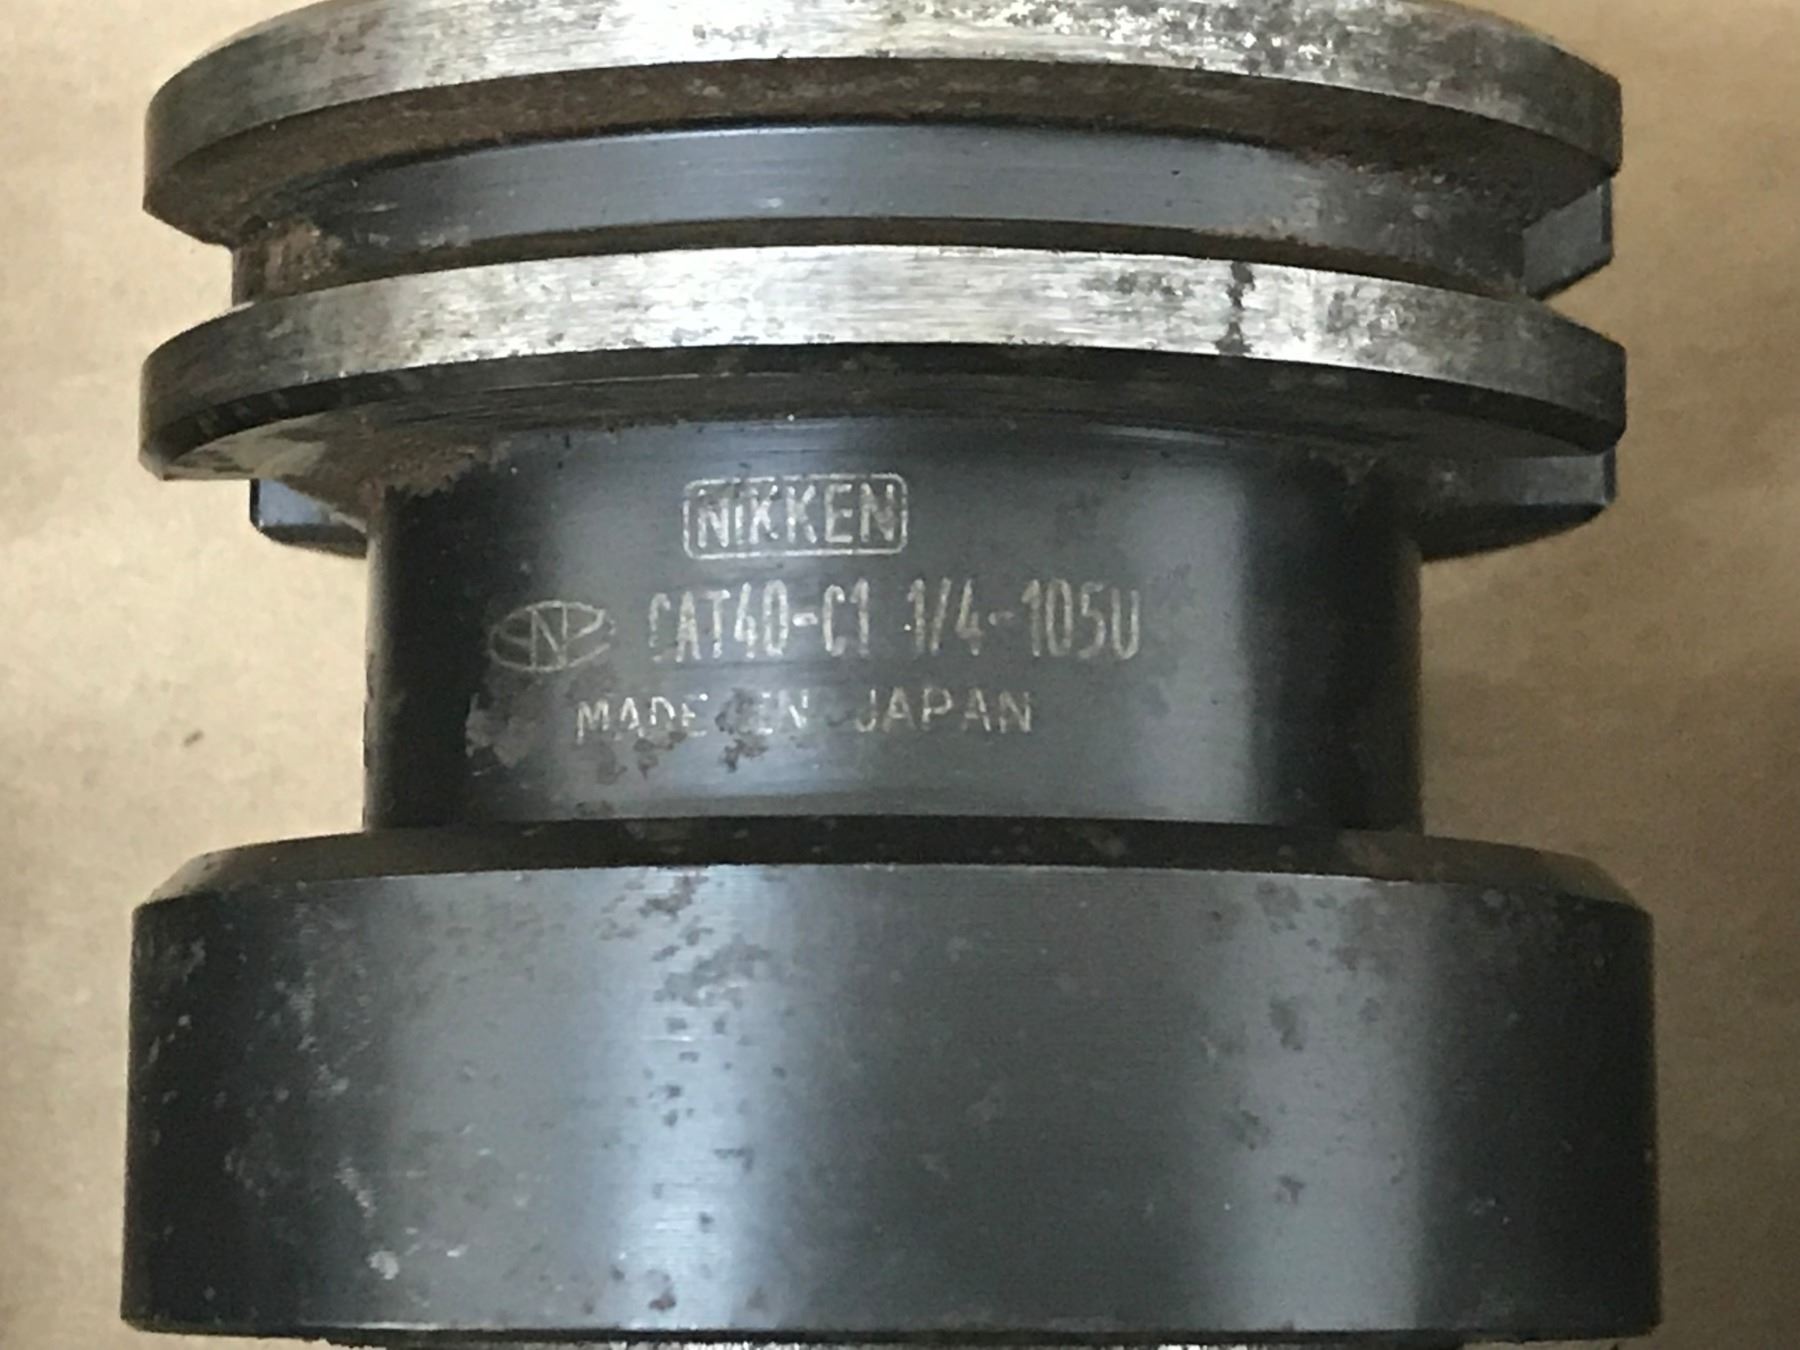 NIKKEN
CAT40-C1 1/4-105U
MADE IN JAPAN